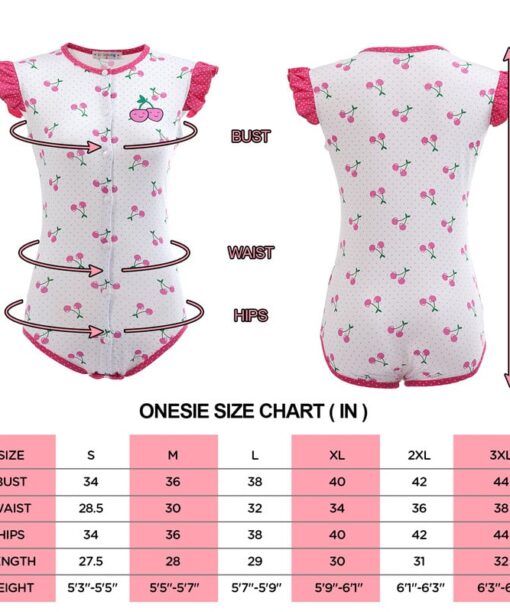 BUST
WAIST
HIPS
ONESIE SIZE CHART ( IN )
SIZE S M L XL 2XL 3XL
BUST 34 36 38 40 42 44
WAIST 28.5 30 32 34 36 38
HIPS 34 36 38 40 42 44
ENGTH 27.5 28 29 30 31 32
EIGHT 5'3"-5'5" 5'5"-5'7" 5'7"-5'9" 5'9"-6'1" 6'1"-6'3" 6'3"-6